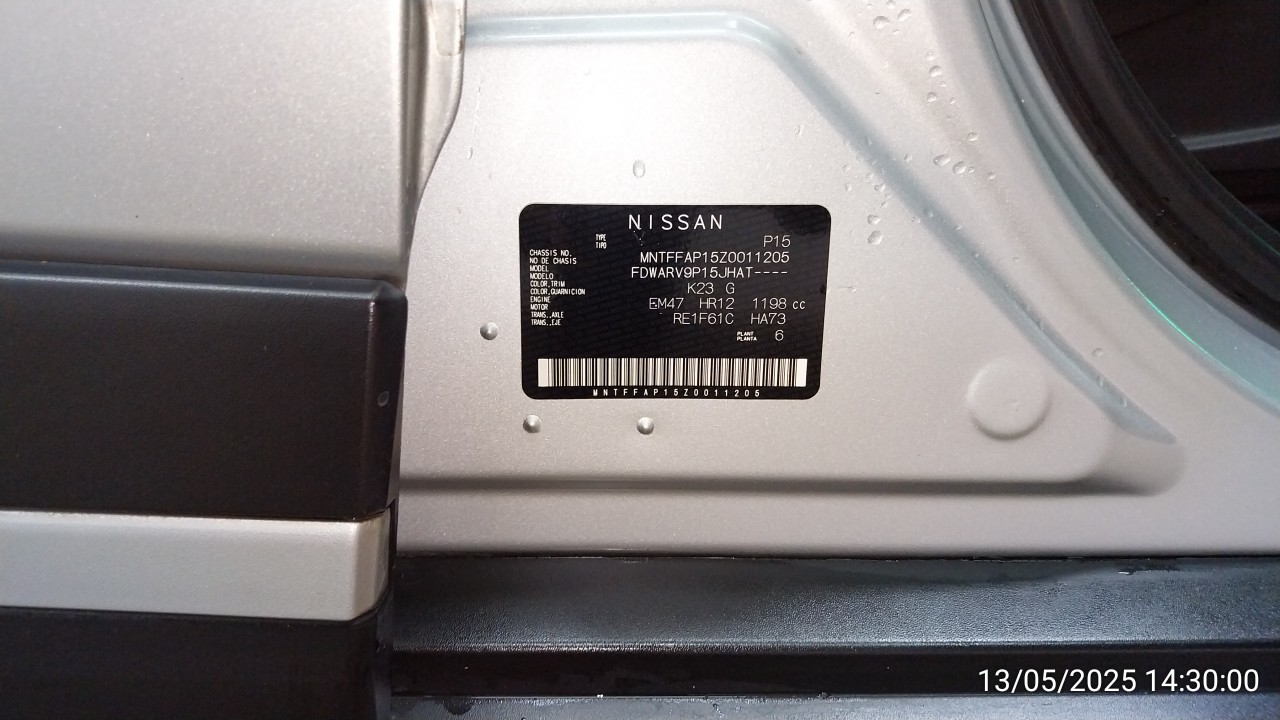 NISSAN
TYPE
TIPO
P15
CHASSIS NO.
NO DE CHASIS
MNTFFAP15Z0011205
MODEL
MODELO
FDWARV9P15JHAT----
COLOR,TRIM
COLOR,GUARNICION
K23 G
ENGINE
MOTOR
EM47 HR12 1198 cc
TRANS.,AXLE
TRANS.,EJE
RE1F61C HA73
PLANT
PLANTA
6
MNTFFAP15Z0011205
13/05/2025 14:30:00